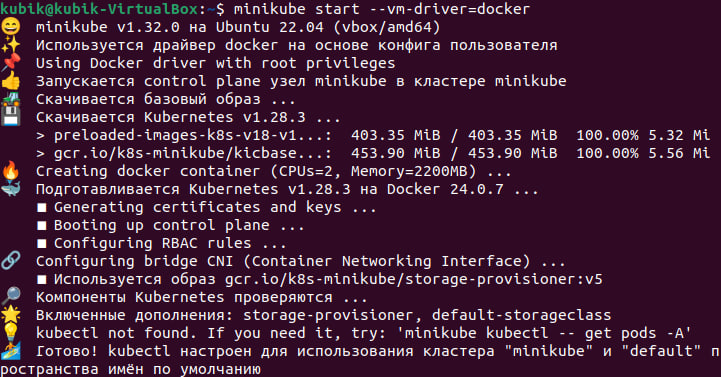 kubik@kubik-VirtualBox:~$ minikube start --vm-driver=docker
😄 minikube v1.32.0 на Ubuntu 22.04 (vbox/amd64)
✨ Используется драйвер docker на основе конфига пользователя
📌 Using Docker driver with root privileges
👍 Запускается control plane узел minikube в кластере minikube
🚜 Скачивается базовый образ ...
💾 Скачивается Kubernetes v1.28.3 ...
> preloaded-images-k8s-v18-v1...: 403.35 MiB / 403.35 MiB 100.00% 5.32 Mi
> gcr.io/k8s-minikube/kicbase...: 453.90 MiB / 453.90 MiB 100.00% 5.56 Mi
🔥 Creating docker container (CPUs=2, Memory=2200MB) ...
🐳 Подготавливается Kubernetes v1.28.3 на Docker 24.0.7 ...
■ Generating certificates and keys ...
■ Booting up control plane ...
■ Configuring RBAC rules ...
🔗 Configuring bridge CNI (Container Networking Interface) ...
■ Используется образ gcr.io/k8s-minikube/storage-provisioner:v5
🔎 Компоненты Kubernetes проверяются ...
🌟 Включенные дополнения: storage-provisioner, default-storageclass
💡 kubectl not found. If you need it, try: 'minikube kubectl -- get pods -A'
🏄 Готово! kubectl настроен для использования кластера "minikube" и "default" п
ространства имён по умолчанию